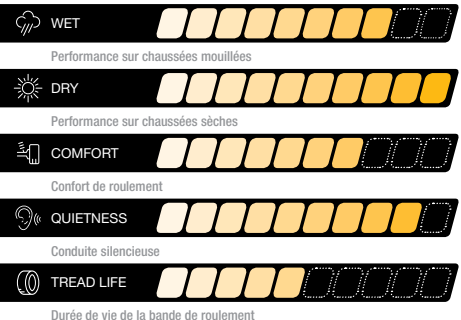 WET
Performance sur chaussées mouillées
DRY
Performance sur chaussées sèches
COMFORT
Confort de roulement
QUIETNESS
Conduite silencieuse
TREAD LIFE
Durée de vie de la bande de roulement